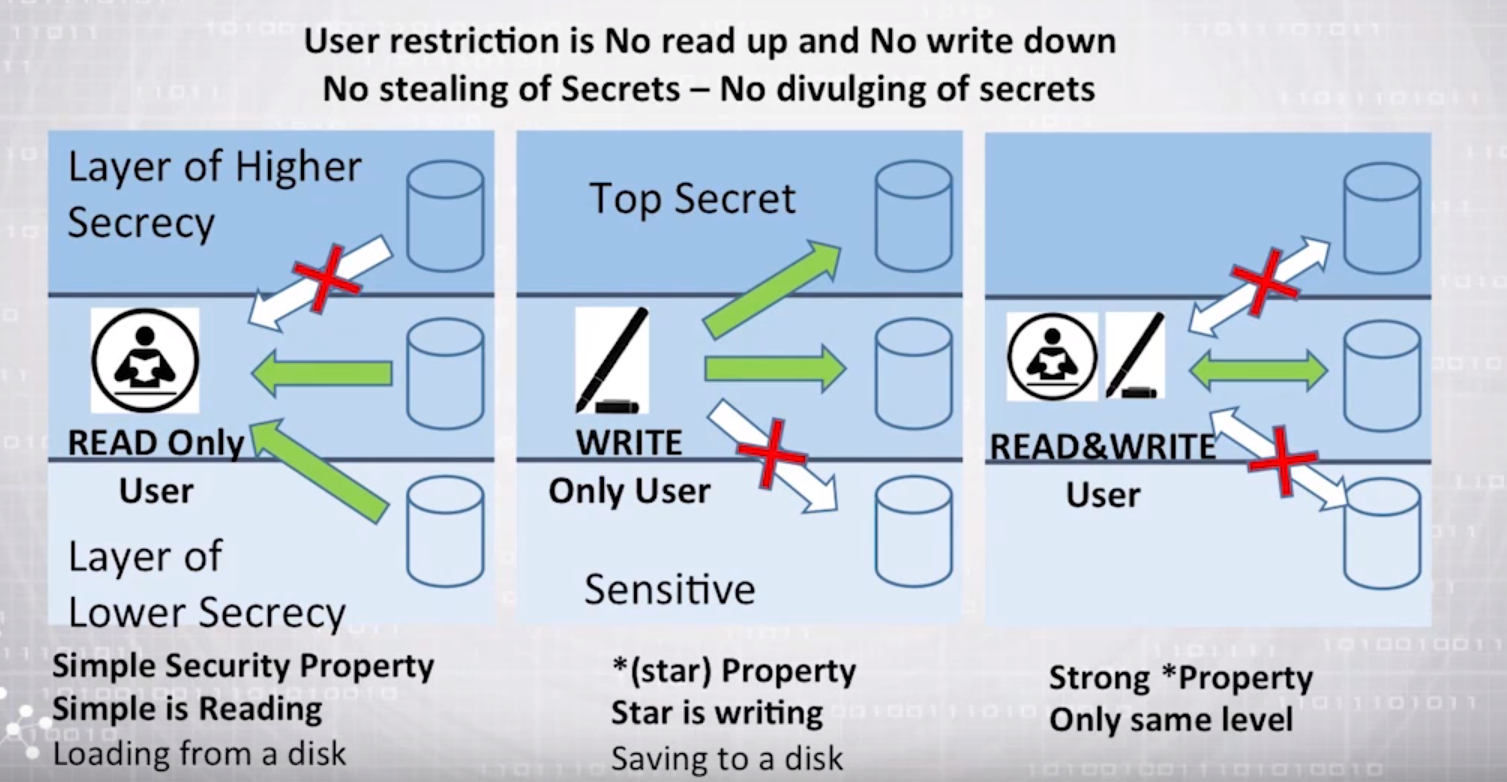 User restriction is No read up and No write down
No stealing of Secrets – No divulging of secrets
Layer of Higher
Secrecy
READ Only
User
Layer of
Lower Secrecy
Simple Security Property
Simple is Reading
Loading from a disk
Top Secret
WRITE
Only User
Sensitive
*(star) Property
Star is writing
Saving to a disk
READ&WRITE
User
Strong *Property
Only same level